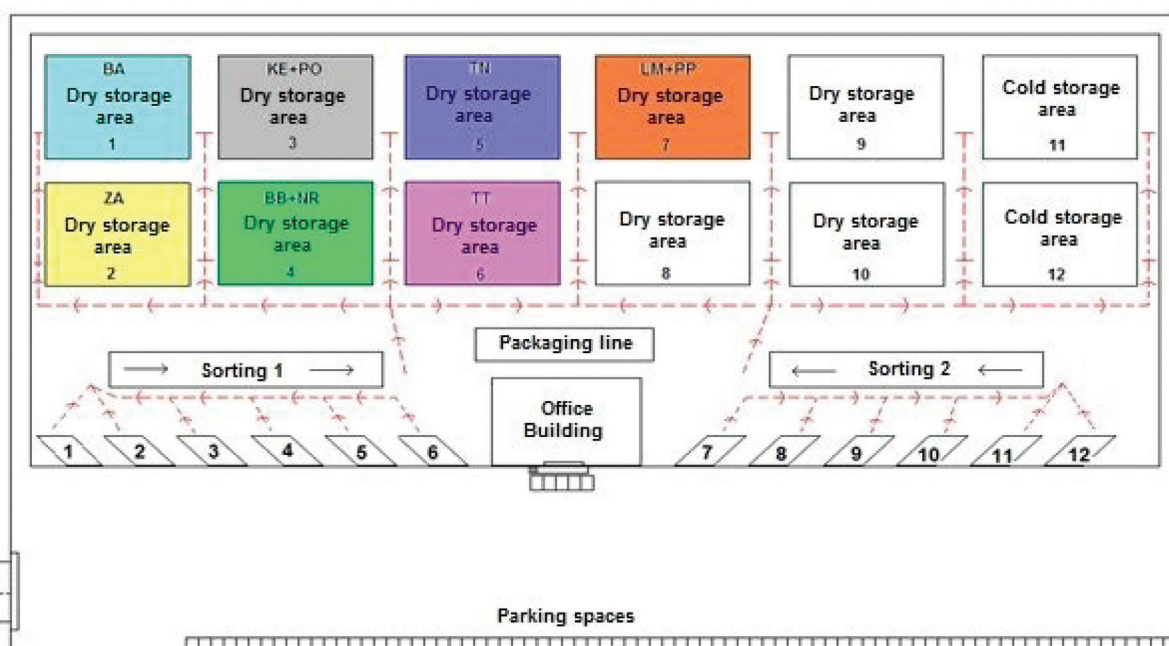 BA
Dry storage
area
1
KE+PO
Dry storage
area
3
TN
Dry storage
area
5
LM+PP
Dry storage
area
7
Dry storage
area
9
Cold storage
area
11
ZA
Dry storage
area
2
BB+NR
Dry storage
area
4
TT
Dry storage
area
6
Dry storage
area
8
Dry storage
area
10
Cold storage
area
12
Packaging line
Sorting 1
Sorting 2
Office
Building
1 2 3 4 5 6 7 8 9 10 11 12
Parking spaces